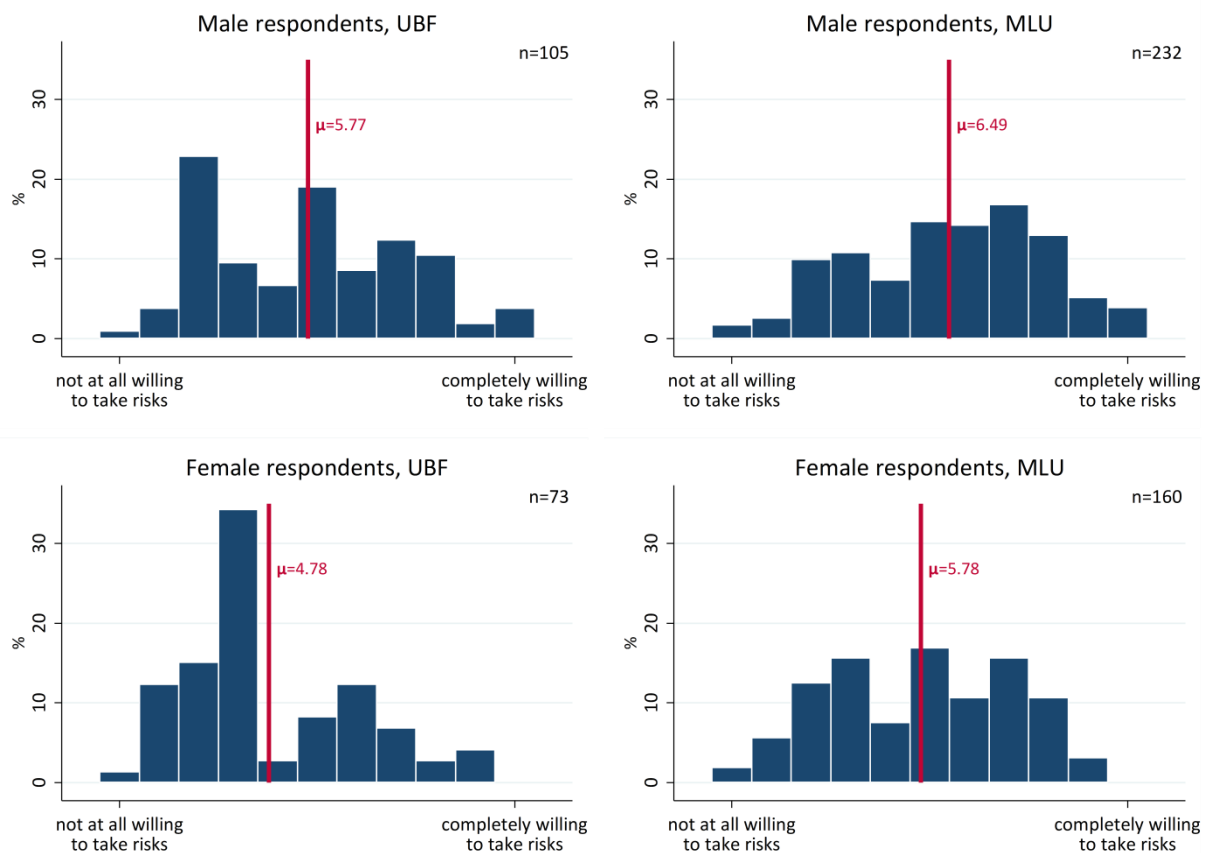 Male respondents, UBF
n=105
30
μ=5.77
20
%
10
0
not at all willing
to take risks
completely willing
to take risks
Male respondents, MLU
n=232
30
μ=6.49
20
%
10
0
not at all willing
to take risks
completely willing
to take risks
Female respondents, UBF
n=73
30
μ=4.78
20
%
10
0
not at all willing
to take risks
completely willing
to take risks
Female respondents, MLU
n=160
30
μ=5.78
20
%
10
0
not at all willing
to take risks
completely willing
to take risks